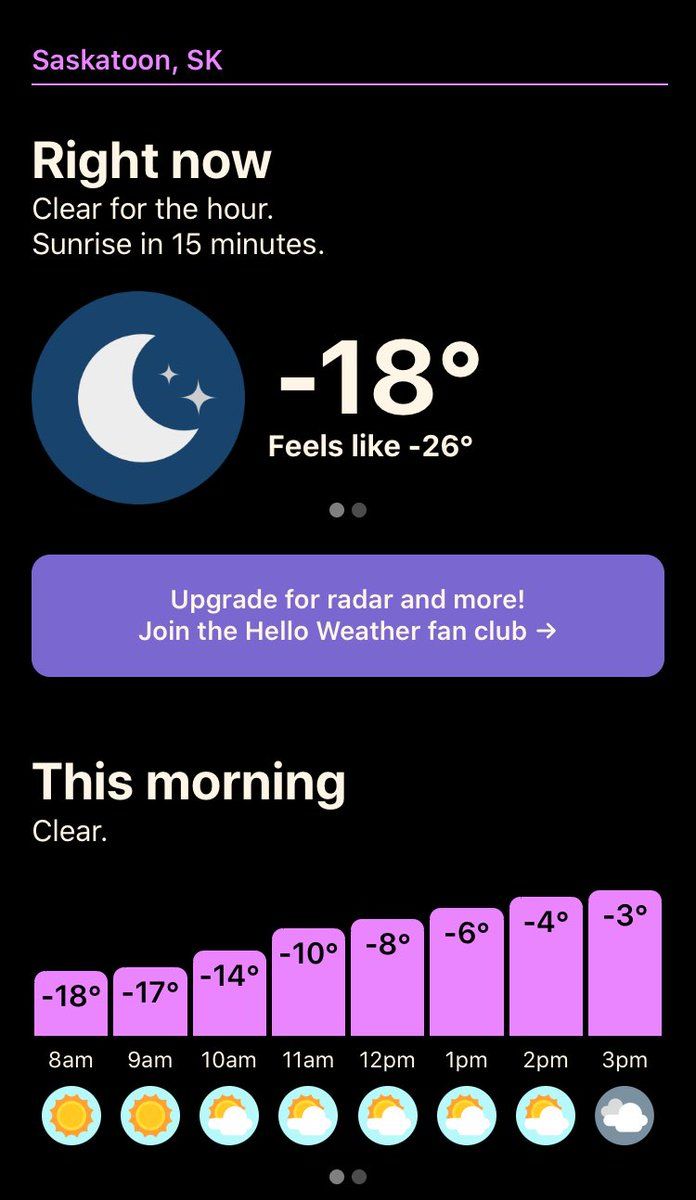 Saskatoon, SK
Right now
Clear for the hour.
Sunrise in 15 minutes.
-18°
Feels like -26°
Upgrade for radar and more!
Join the Hello Weather fan club →
This morning
Clear.
-18° -17° -14° -10° -8° -6° -4° -3°
8am 9am 10am 11am 12pm 1pm 2pm 3pm